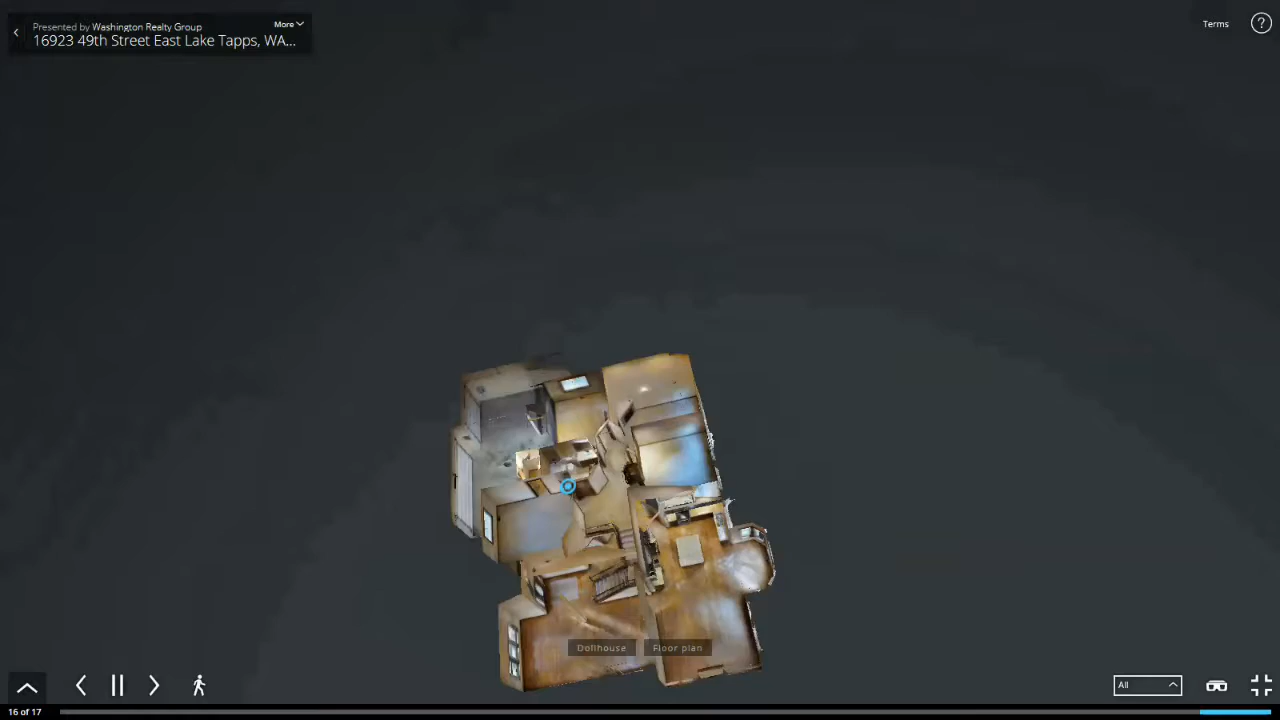 Presented by Washington Realty Group
More
16923 49th Street East Lake Tapps, WA...
Terms
?
Dollhouse
Floor plan
All
16 of 17